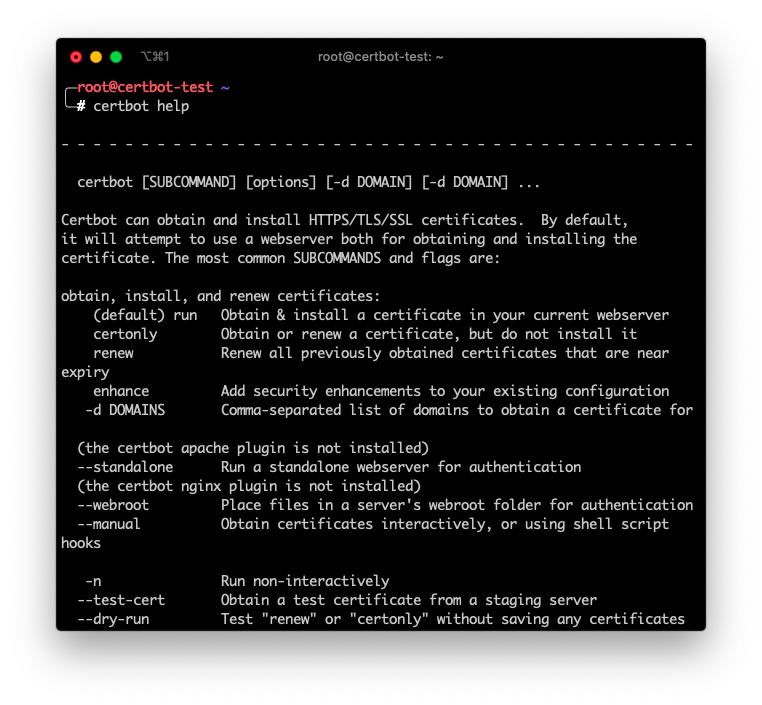 ⌥⌘1 root@certbot-test: ~
root@certbot-test ~
# certbot help
- - - - - - - - - - - - - - - - - - - - - - - - - - - - - - - - - - - - - - - -
certbot [SUBCOMMAND] [options] [-d DOMAIN] [-d DOMAIN] ...
Certbot can obtain and install HTTPS/TLS/SSL certificates.  By default,
it will attempt to use a webserver both for obtaining and installing the
certificate. The most common SUBCOMMANDS and flags are:
obtain, install, and renew certificates:
    (default) run   Obtain & install a certificate in your current webserver
    certonly        Obtain or renew a certificate, but do not install it
    renew           Renew all previously obtained certificates that are near
expiry
    enhance         Add security enhancements to your existing configuration
   -d DOMAINS       Comma-separated list of domains to obtain a certificate for
  (the certbot apache plugin is not installed)
  --standalone      Run a standalone webserver for authentication
  (the certbot nginx plugin is not installed)
  --webroot         Place files in a server's webroot folder for authentication
  --manual          Obtain certificates interactively, or using shell script
hooks
   -n               Run non-interactively
  --test-cert       Obtain a test certificate from a staging server
  --dry-run         Test "renew" or "certonly" without saving any certificates